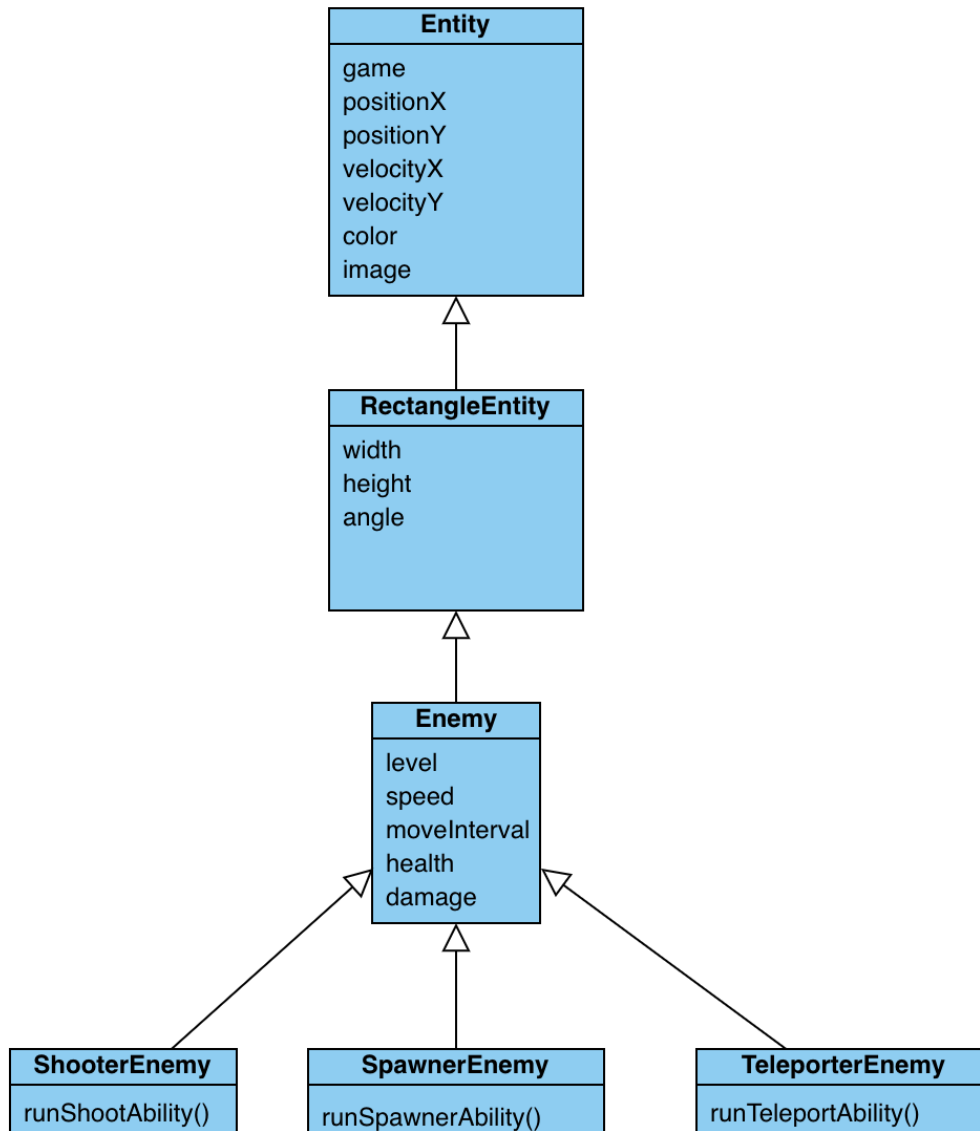 Entity
game
positionX
positionY
velocityX
velocityY
color
image
RectangleEntity
width
height
angle
Enemy
level
speed
moveInterval
health
damage
ShooterEnemy
runShootAbility()
SpawnerEnemy
runSpawnerAbility()
TeleporterEnemy
runTeleportAbility()